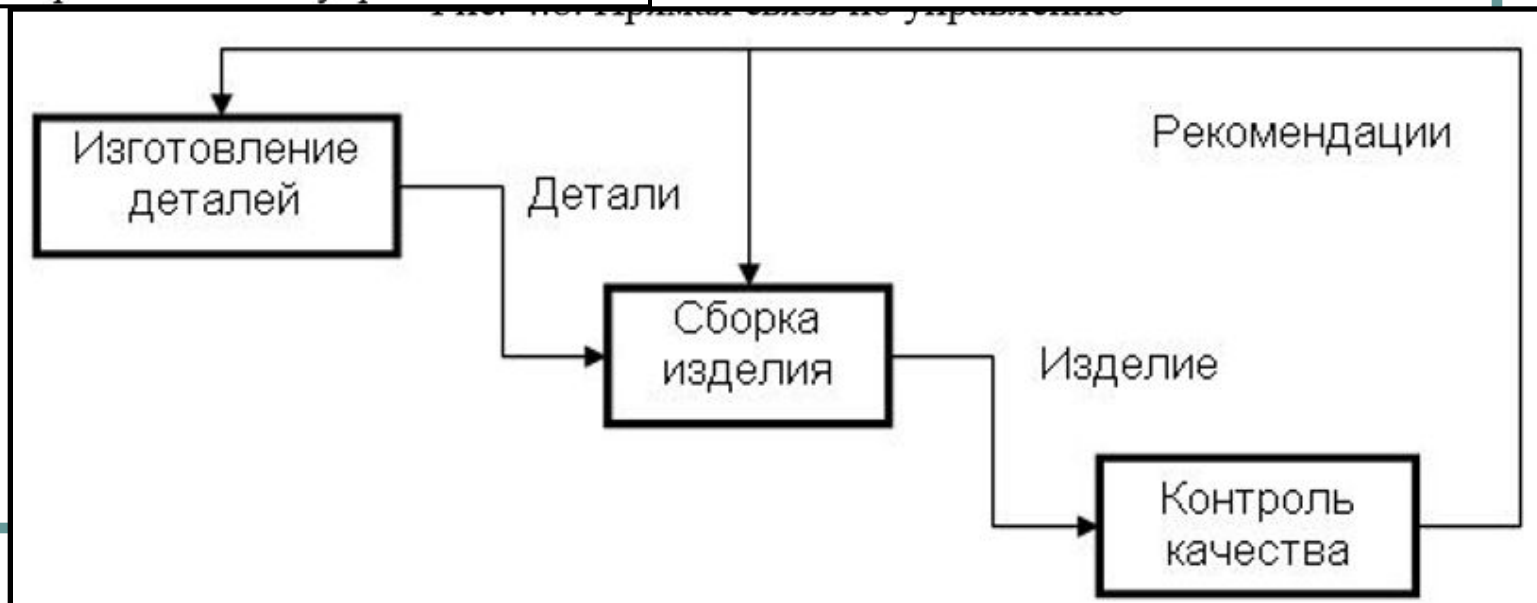 Изготовление
деталей
Рекомендации
Детали
Сборка
изделия
Изделие
Контроль
качества